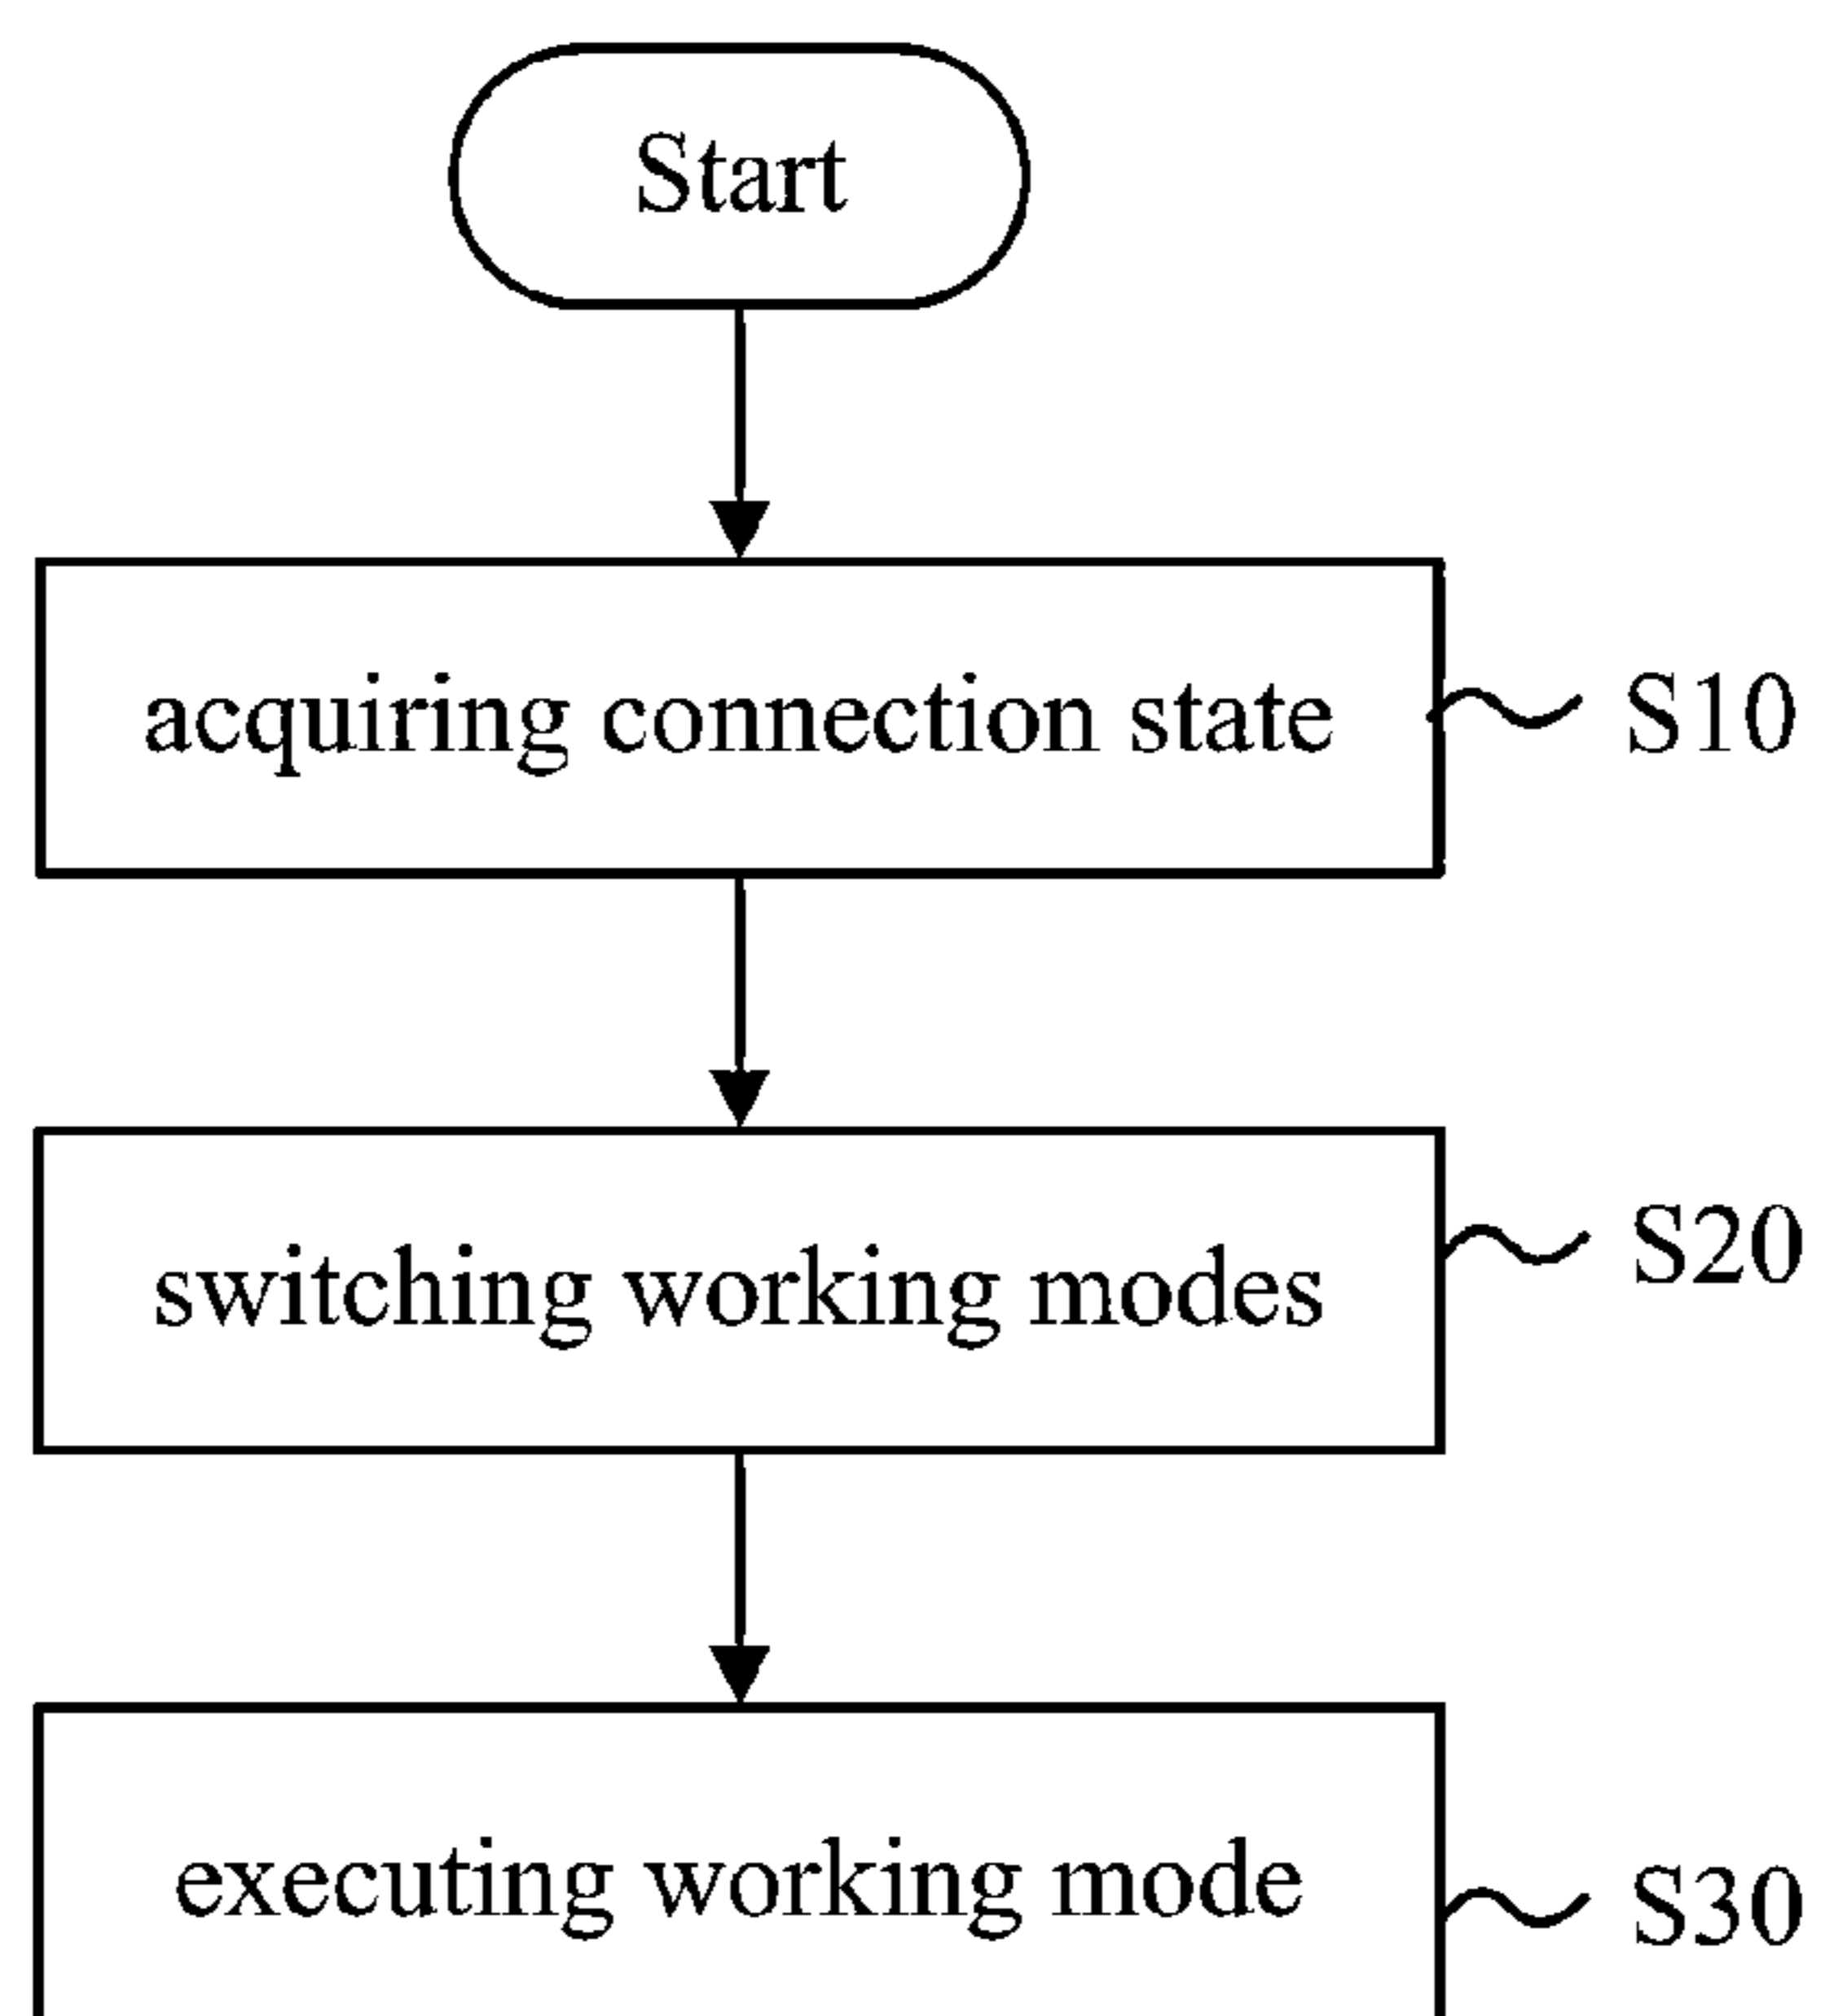 Start
acquiring connection state
S10
switching working modes
S20
executing working mode
S30